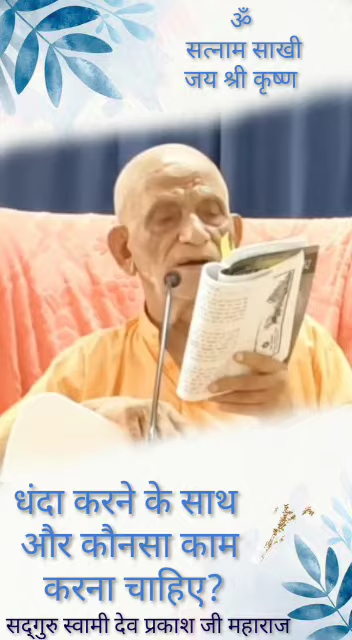 ॐ
सत्नाम साखी
जय श्री कृष्ण
धंदा करने के साथ
और कौनसा काम
करना चाहिए?
सद्गुरु स्वामी देव प्रकाश जी महाराज